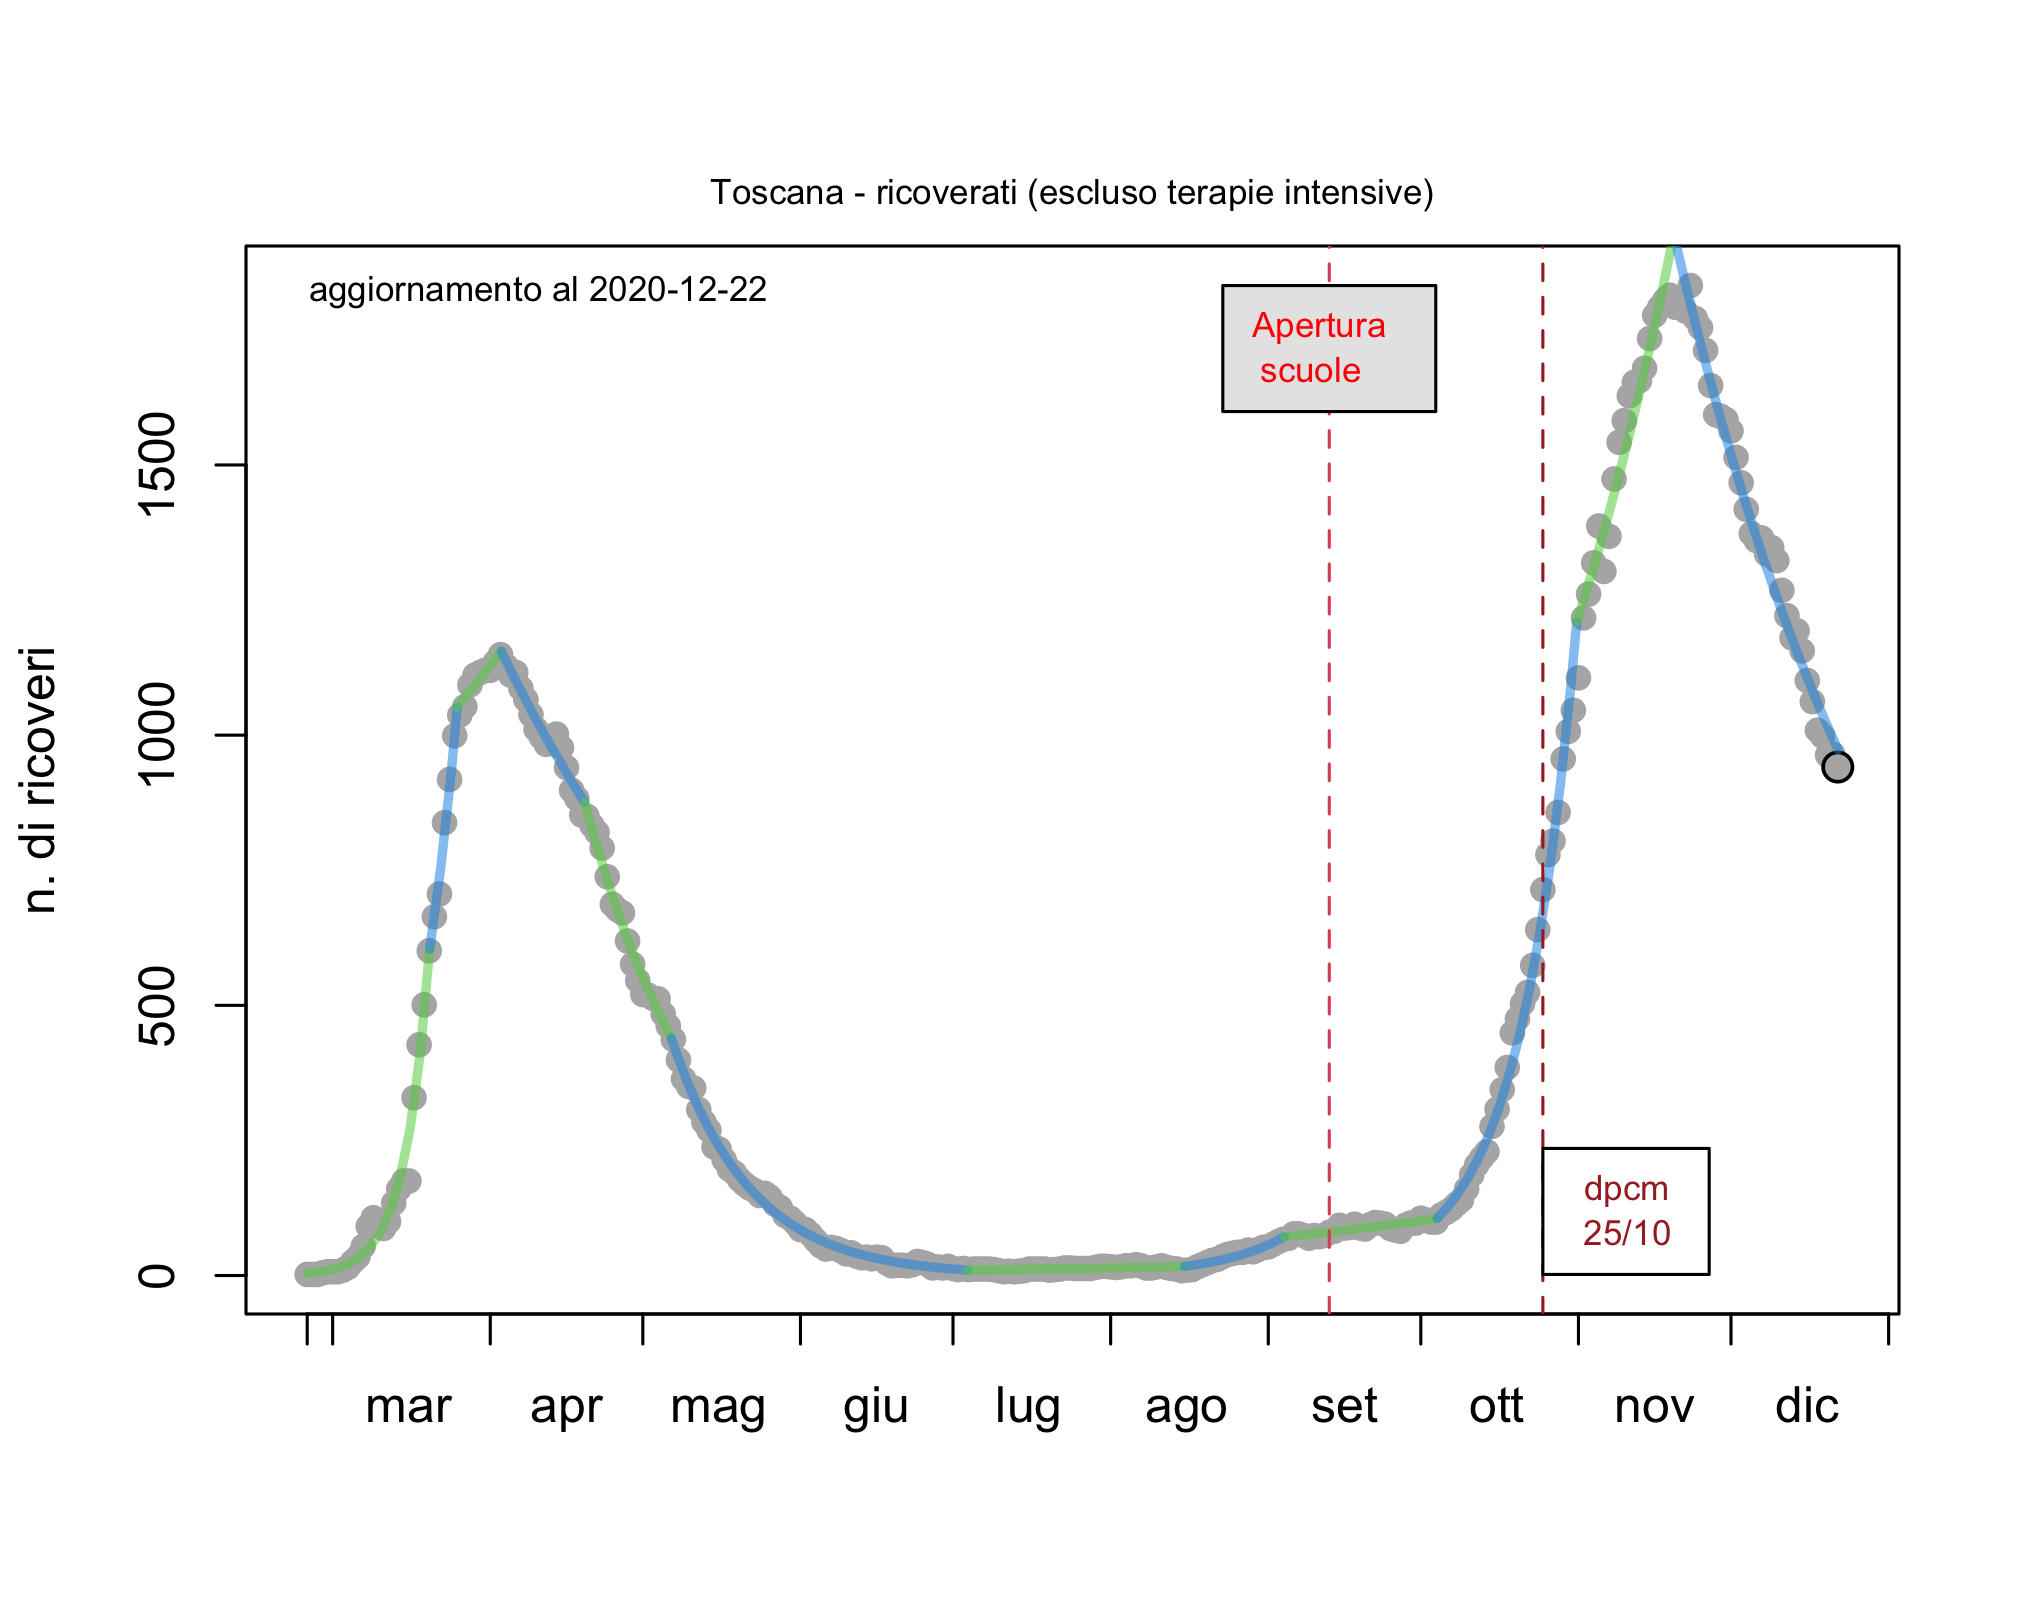 Toscana - ricoverati (escluso terapie intensive)
aggiornamento al 2020-12-22
Apertura
scuole
dpcm
25/10
n. di ricoveri
1500
1000
500
0
mar apr mag giu lug ago set ott nov dic